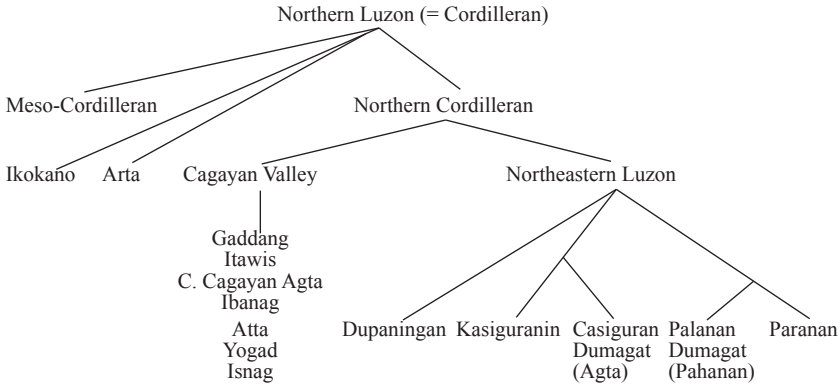 Northern Luzon (= Cordilleran)
Meso-Cordilleran
Northern Cordilleran
Ikokano
Arta
Cagayan Valley
Northeastern Luzon
Gaddang
Itawis
C. Cagayan Agta
Ibanag
Atta
Yogad
Isnag
Dupaningan
Kasiguranin
Casiguran
Dumagat
(Agta)
Palanan
Dumagat
(Pahanan)
Paranan